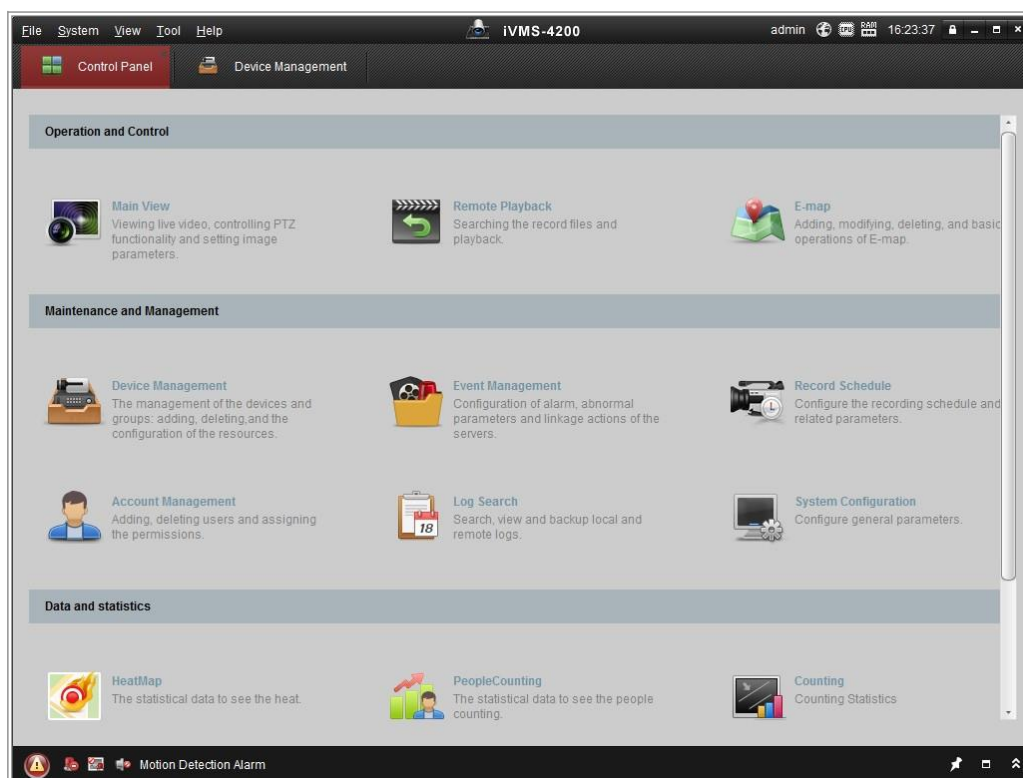 File System View Tool Help iVMS-4200 admin CPU RAM 16:23:37
Control Panel Device Management
Operation and Control
Main View
Viewing live video, controlling PTZ
functionality and setting image
parameters.
Remote Playback
Searching the record files and
playback.
E-map
Adding, modifying, deleting, and basic
operations of E-map.
Maintenance and Management
Device Management
The management of the devices and
groups: adding, deleting,and the
configuration of the resources.
Event Management
Configuration of alarm, abnormal
parameters and linkage actions of the
servers.
Record Schedule
Configure the recording schedule and
related parameters.
Account Management
Adding, deleting users and assigning
the permissions.
18
Log Search
Search, view and backup local and
remote logs.
System Configuration
Configure general parameters.
Data and statistics
HeatMap
The statistical data to see the heat.
PeopleCounting
The statistical data to see the people
counting.
Counting
Counting Statistics
Motion Detection Alarm